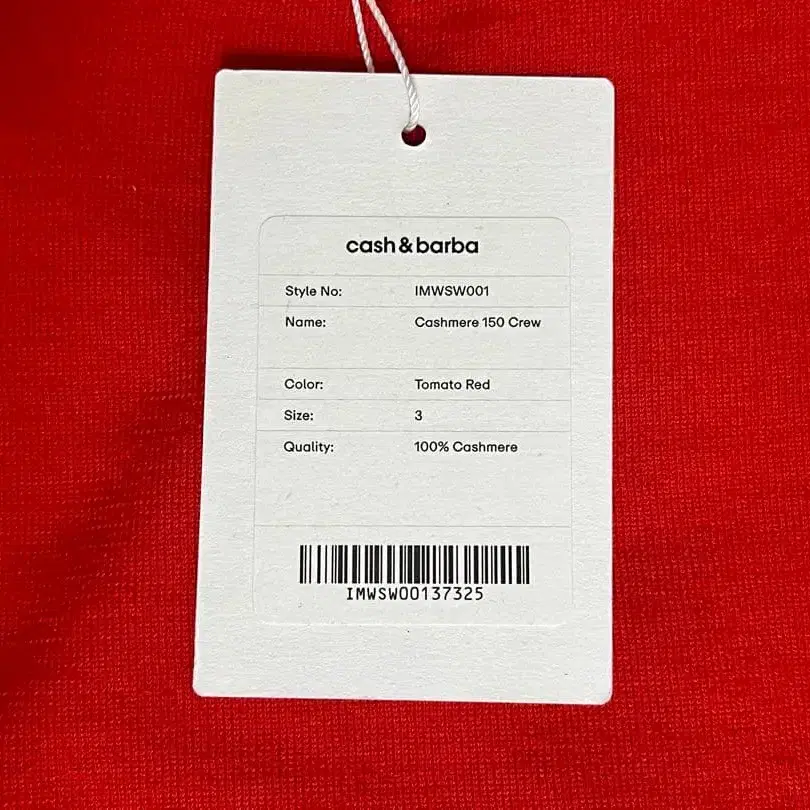 cash&barba
Style No: IMWSW001
Name: Cashmere 150 Crew
Color: Tomato Red
Size: 3
Quality: 100% Cashmere
IMWSW00137325